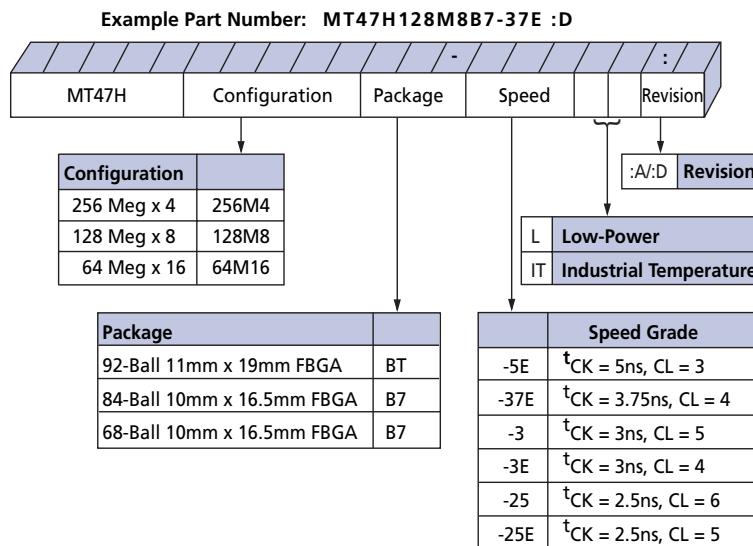 Example Part Number: MT47H128M8B7-37E :D
- :
MT47H Configuration Package Speed Revision
Configuration
256 Meg x 4 256M4
128 Meg x 8 128M8
64 Meg x 16 64M16
:A/:D Revision
L Low-Power
IT Industrial Temperature
Package
92-Ball 11mm x 19mm FBGA BT
84-Ball 10mm x 16.5mm FBGA B7
68-Ball 10mm x 16.5mm FBGA B7
Speed Grade
-5E tCK = 5ns, CL = 3
-37E tCK = 3.75ns, CL = 4
-3 tCK = 3ns, CL = 5
-3E tCK = 3ns, CL = 4
-25 tCK = 2.5ns, CL = 6
-25E tCK = 2.5ns, CL = 5